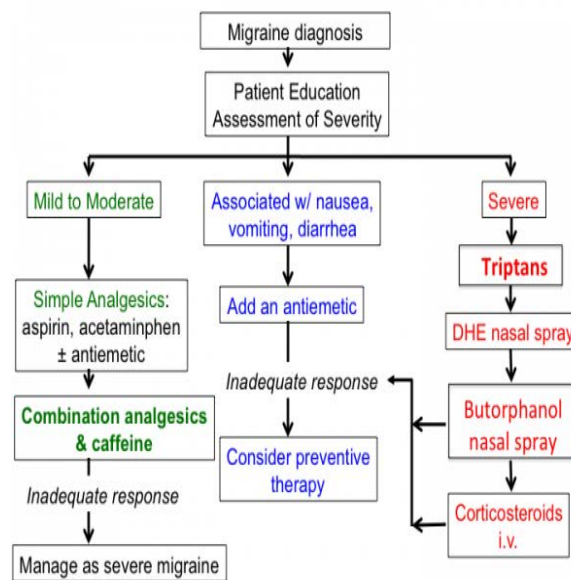 Migraine diagnosis
Patient Education
Assessment of Severity
Mild to Moderate
Associated w/ nausea,
vomiting, diarrhea
Severe
Simple Analgesics:
aspirin, acetaminphen
± antiemetic
Add an antiemetic
Triptans
DHE nasal spray
Combination analgesics
& caffeine
Inadequate response
Butorphanol
nasal spray
Inadequate response
Consider preventive
therapy
Corticosteroids
i.v.
Manage as severe migraine